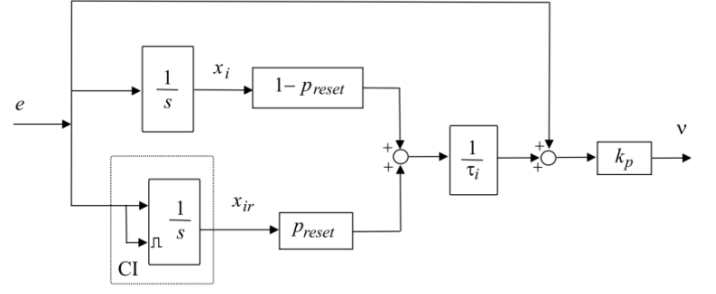 e
1
s
x_i
1− p_reset
+
+
1
τ_i
+
+
k_p
ν
1
s
x_ir
p_reset
CI